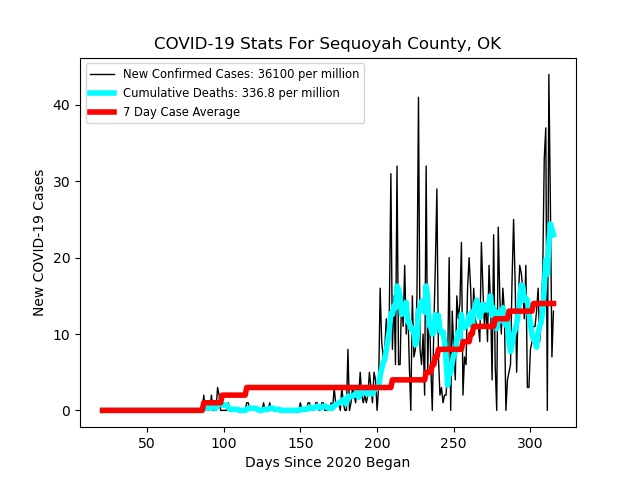 COVID-19 Stats For Sequoyah County, OK
New Confirmed Cases: 36100 per million
Cumulative Deaths: 336.8 per million
7 Day Case Average
New COVID-19 Cases
40
30
20
10
0
50 100 150 200 250 300
Days Since 2020 Began